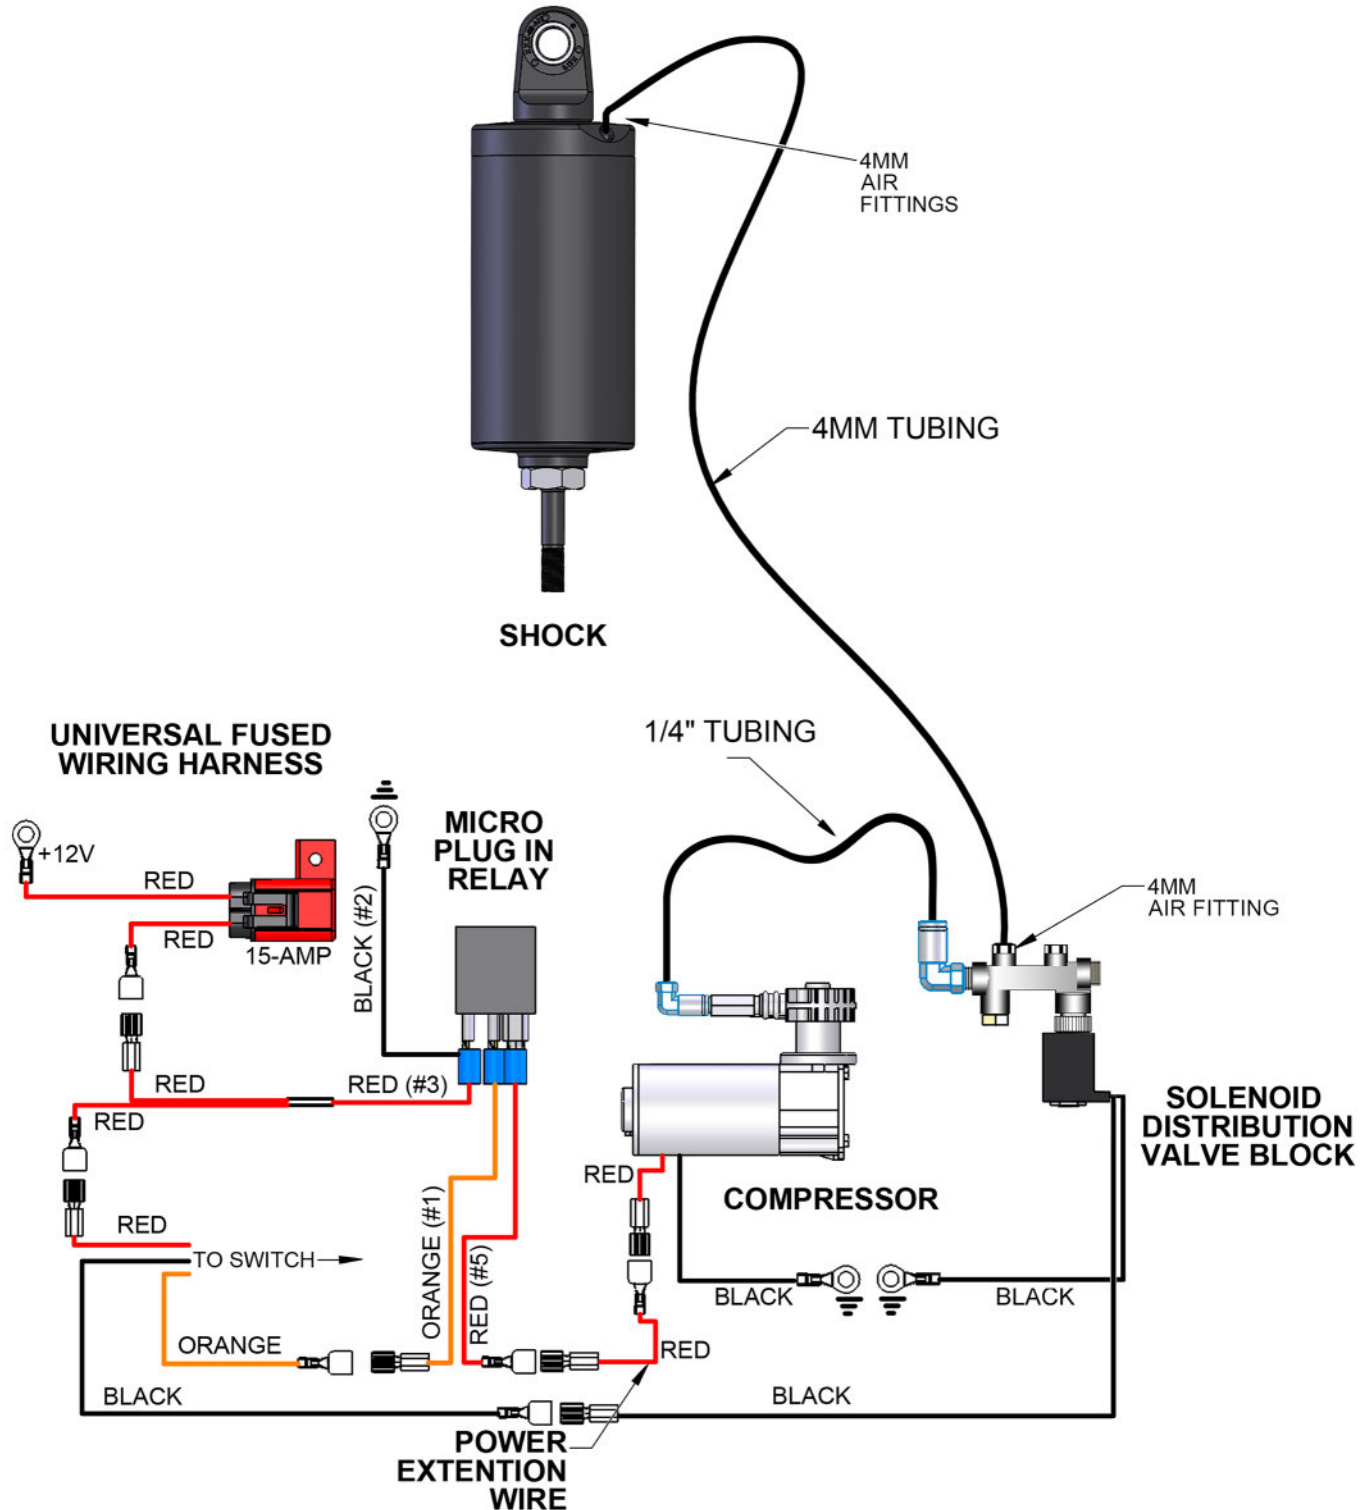 4MM
AIR
FITTINGS
4MM TUBING
SHOCK
1/4" TUBING
UNIVERSAL FUSED
WIRING HARNESS
MICRO
PLUG IN
RELAY
+12V
RED
RED
15-AMP
BLACK (#2)
4MM
AIR FITTING
RED
RED (#3)
RED
SOLENOID
DISTRIBUTION
VALVE BLOCK
RED
COMPRESSOR
RED
TO SWITCH
ORANGE (#1)
RED (#5)
BLACK
BLACK
ORANGE
RED
BLACK
BLACK
POWER
EXTENTION
WIRE